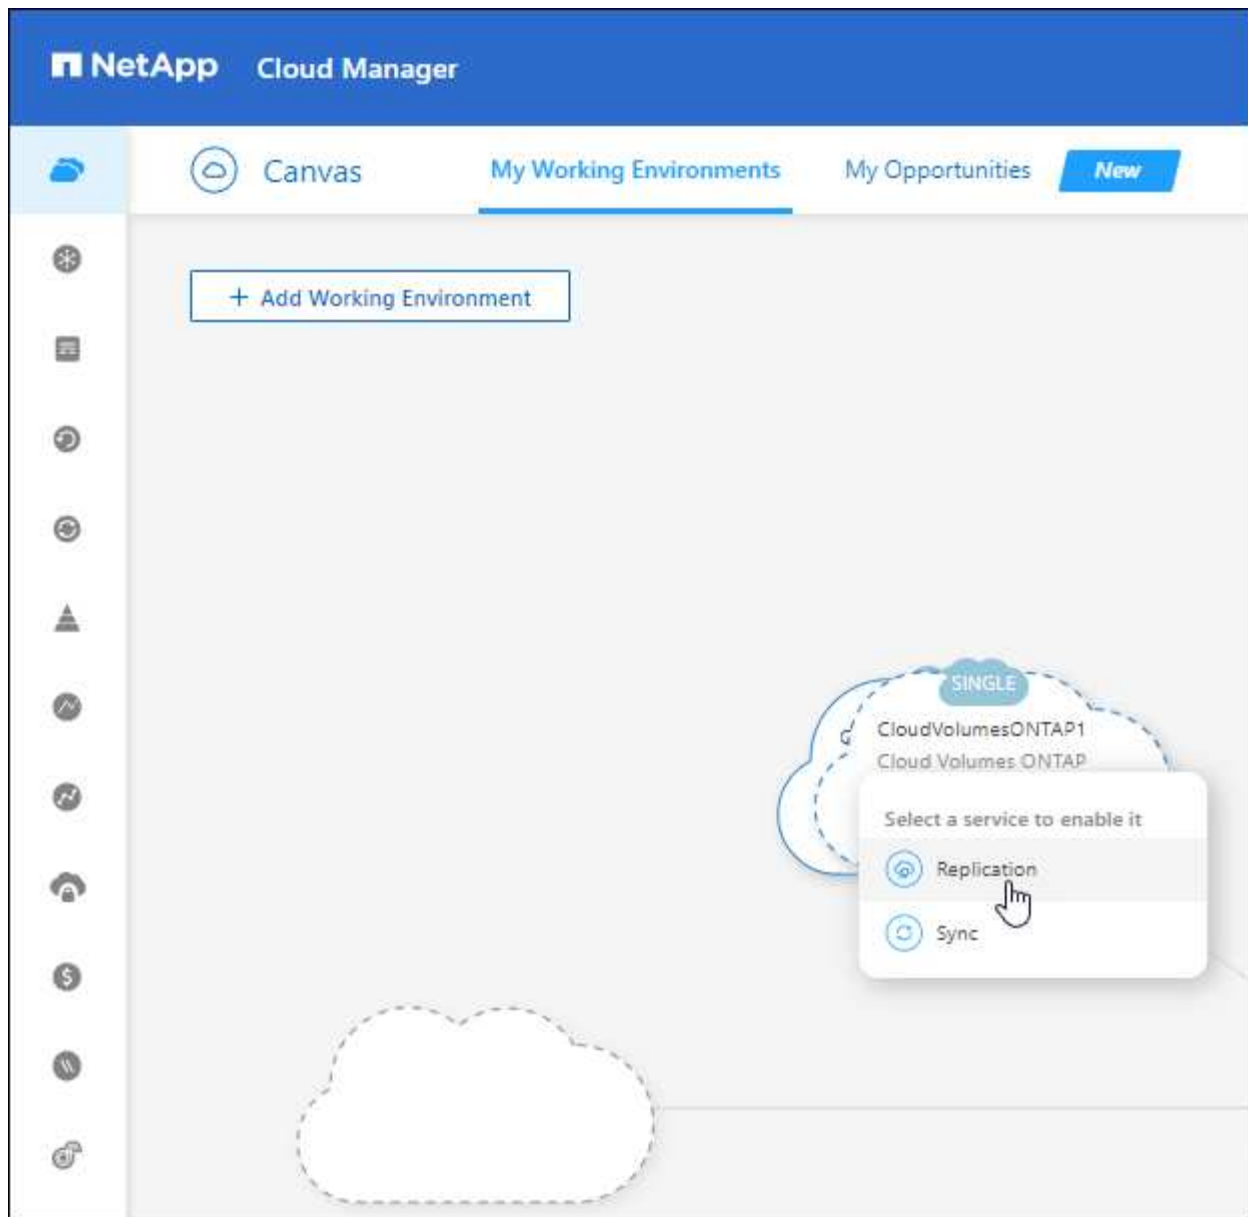 NetApp Cloud Manager
Canvas My Working Environments My Opportunities New
+ Add Working Environment
SINGLE
CloudVolumesONTAP1
Cloud Volumes ONTAP
Select a service to enable it
Replication
Sync